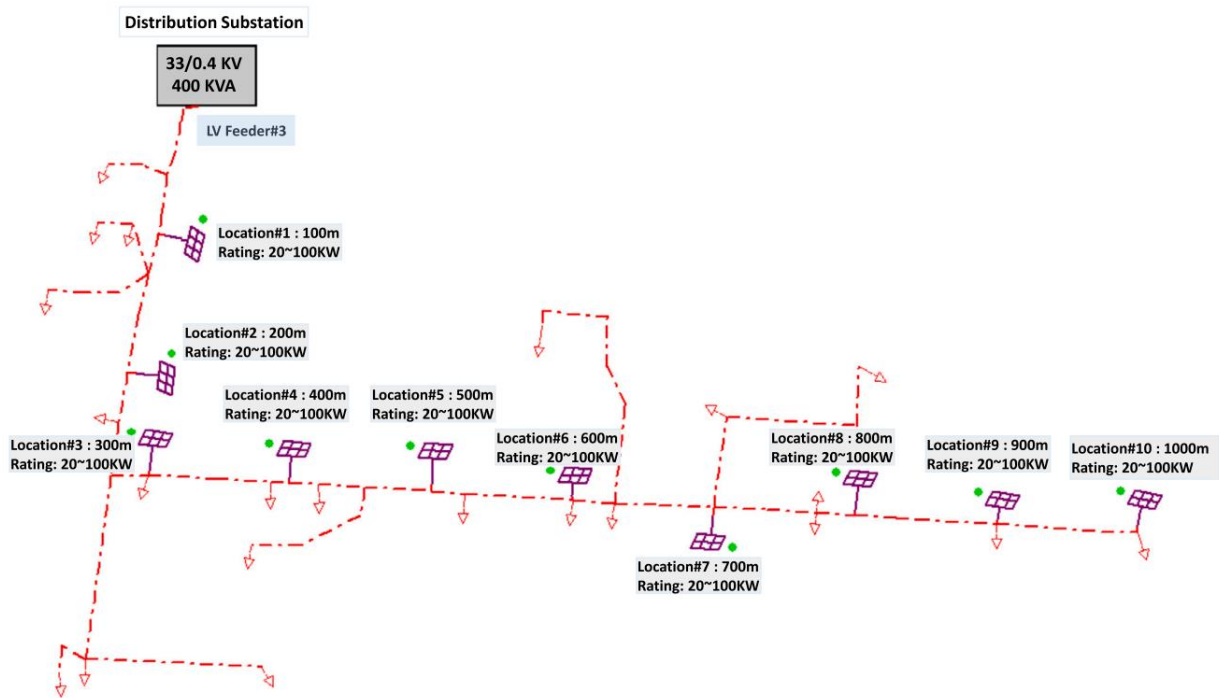 Distribution Substation
33/0.4 KV
400 KVA
LV Feeder#3
Location#1 : 100m
Rating: 20~100KW
Location#2 : 200m
Rating: 20~100KW
Location#3 : 300m
Rating: 20~100KW
Location#4 : 400m
Rating: 20~100KW
Location#5 : 500m
Rating: 20~100KW
Location#6 : 600m
Rating: 20~100KW
Location#7 : 700m
Rating: 20~100KW
Location#8 : 800m
Rating: 20~100KW
Location#9 : 900m
Rating: 20~100KW
Location#10 : 1000m
Rating: 20~100KW